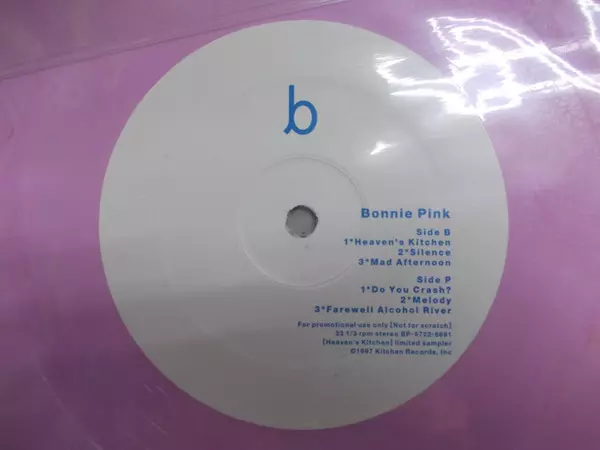 b
Bonnie Pink
Side B
1*Heaven's Kitchen
2*Silence
3*Mad Afternoon
Side P
1*Do You Crash?
2*Melody
3*Farewell Alcohol River
For promotional use only [Not for scratch]
33 1/3 rpm stereo
[Heaven's Kitchen] limited sampler
©1997 Kitchen Records, Inc